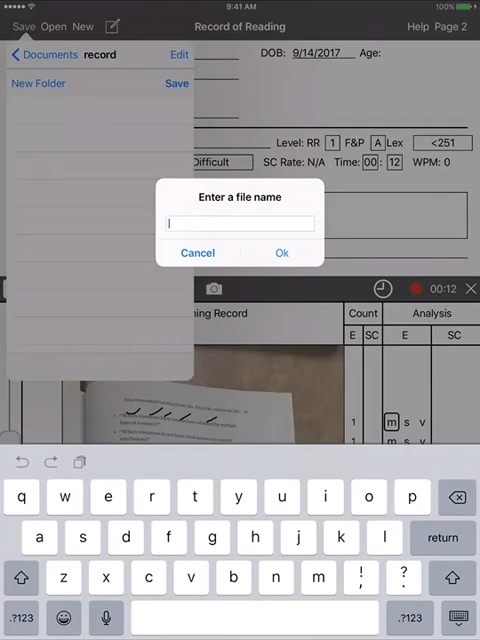 9:41 AM 100%
Save Open New Record of Reading Help Page 2
Documents record Edit
DOB: 9/14/2017 Age:
New Folder Save
Level: RR 1 F&P A Lex <251
Difficult SC Rate: N/A Time: 00 : 12 WPM: 0
Enter a file name
Cancel Ok
00:12
ning Record Count Analysis
E SC E SC
1 m s v
m s v
q w e r t y u i o p
a s d f g h j k l return
z x c v b n m ! , ? .
.?123 .?123